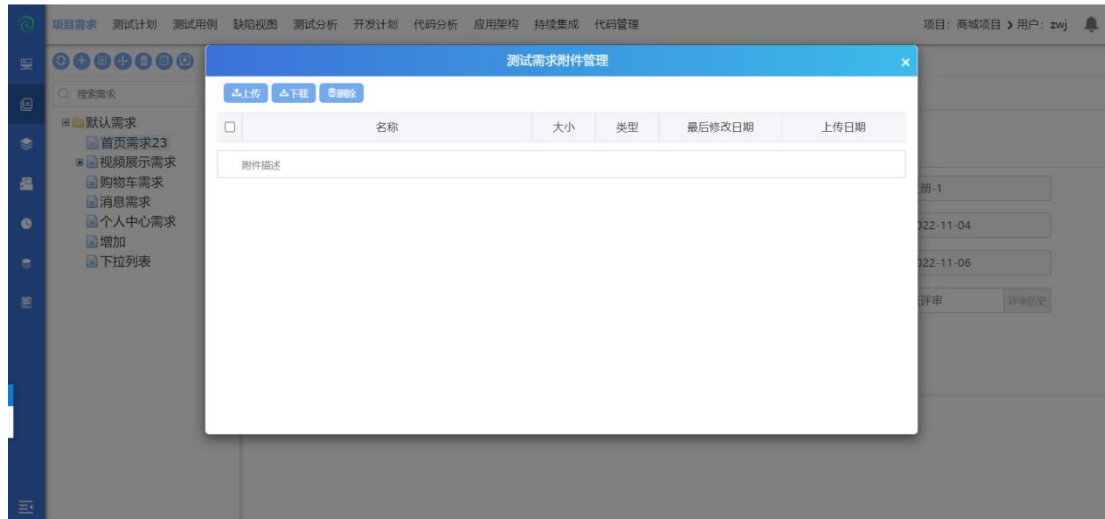 项目需求 测试计划 测试用例 缺陷视图 测试分析 开发计划 代码分析 应用架构 持续集成 代码管理 项目: 商城项目 用户: zwj
测试需求附件管理
上传 下载 删除
搜索需求
名称 大小 类型 最后修改日期 上传日期
附件描述
默认需求
首页需求23
视频展示需求
购物车需求
消息需求
个人中心需求
增加
下拉列表
册-1
022-11-04
022-11-06
评审 评审历史